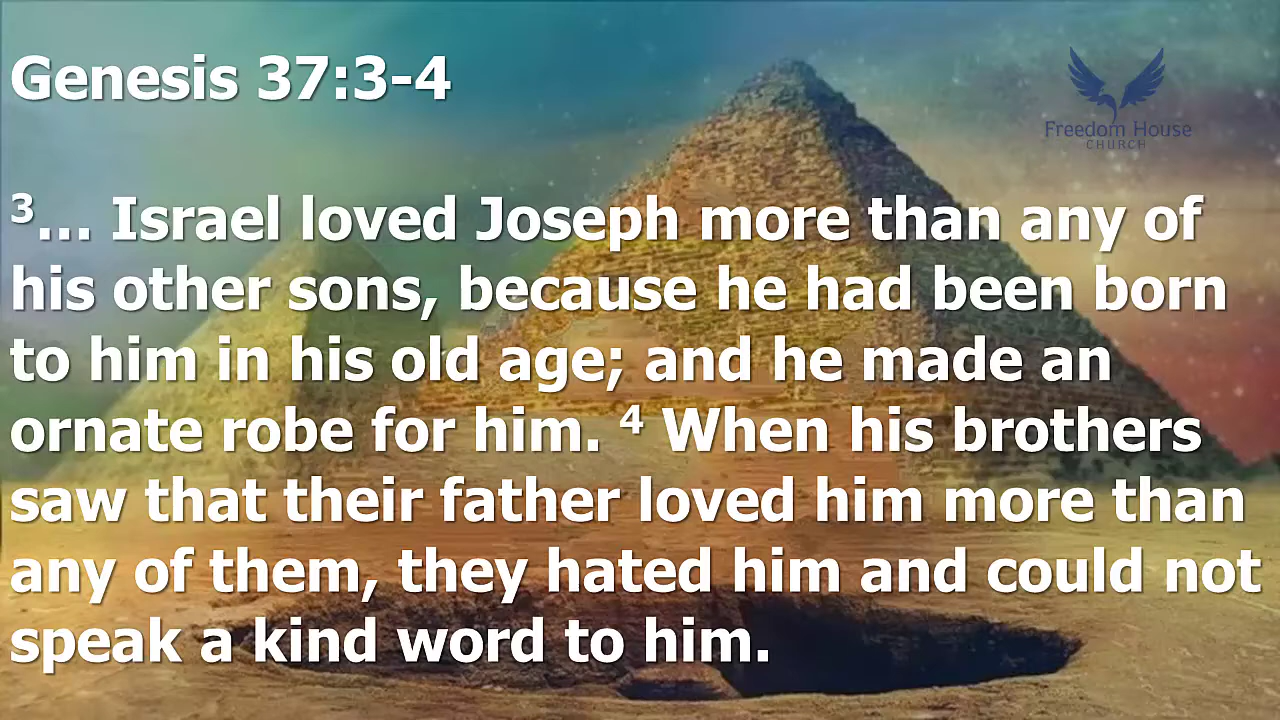 Genesis 37:3-4
Freedom House
CHURCH
³... Israel loved Joseph more than any of
his other sons, because he had been born
to him in his old age; and he made an
ornate robe for him. ⁴ When his brothers
saw that their father loved him more than
any of them, they hated him and could not
speak a kind word to him.